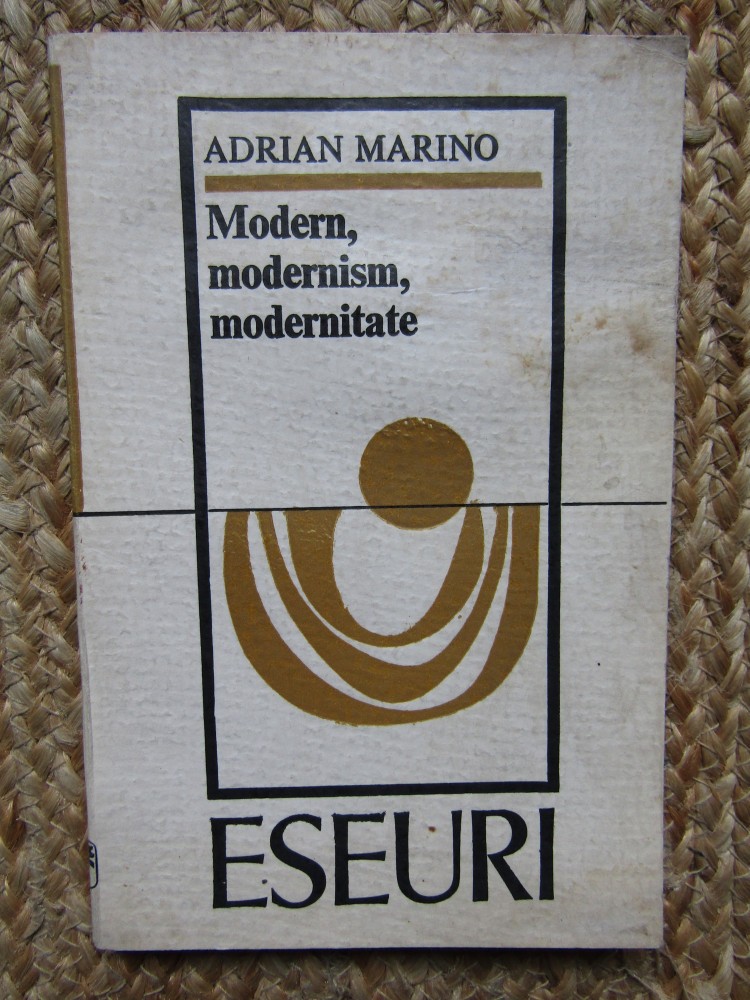 ADRIAN MARINO
Modern,
modernism,
modernitate
ESEURI